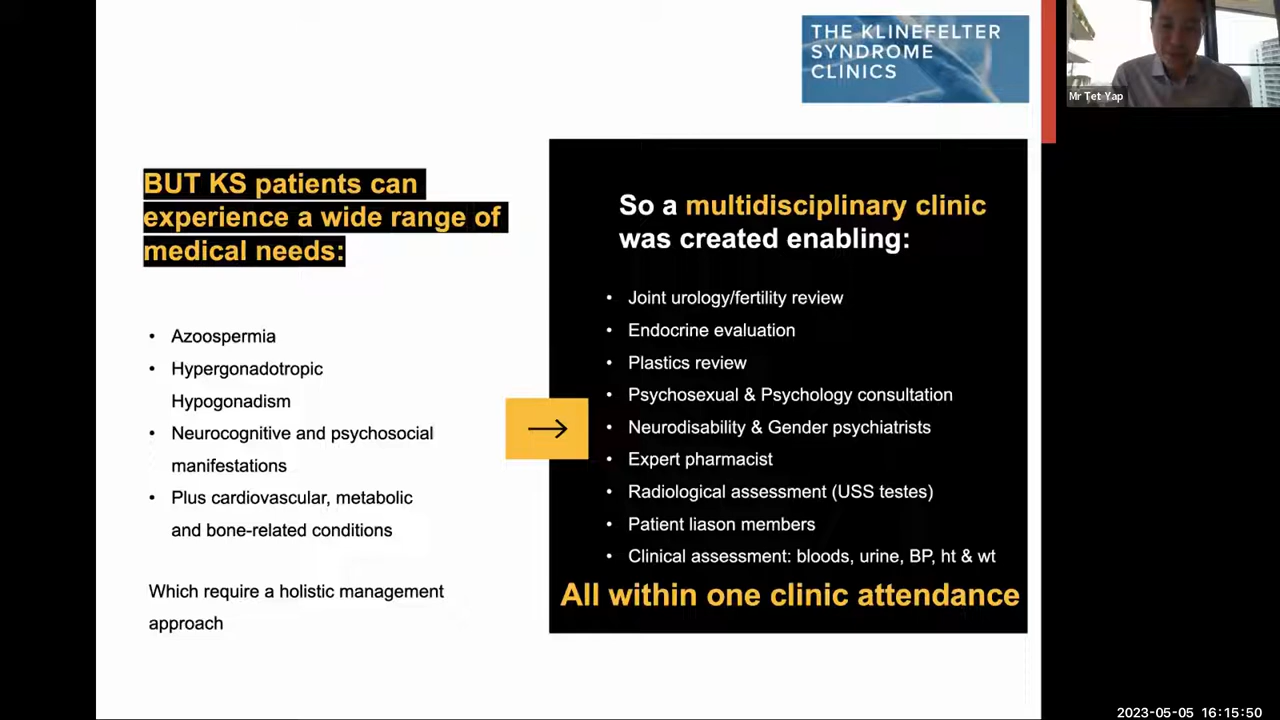 THE KLINEFELTER
SYNDROME
CLINICS
Mr Tet Yap
BUT KS patients can
experience a wide range of
medical needs:
• Azoospermia
• Hypergonadotropic
Hypogonadism
• Neurocognitive and psychosocial
manifestations
• Plus cardiovascular, metabolic
and bone-related conditions
Which require a holistic management
approach
So a multidisciplinary clinic
was created enabling:
• Joint urology/fertility review
• Endocrine evaluation
• Plastics review
• Psychosexual & Psychology consultation
• Neurodisability & Gender psychiatrists
• Expert pharmacist
• Radiological assessment (USS testes)
• Patient liason members
• Clinical assessment: bloods, urine, BP, ht & wt
All within one clinic attendance
2023-05-05 16:15:50